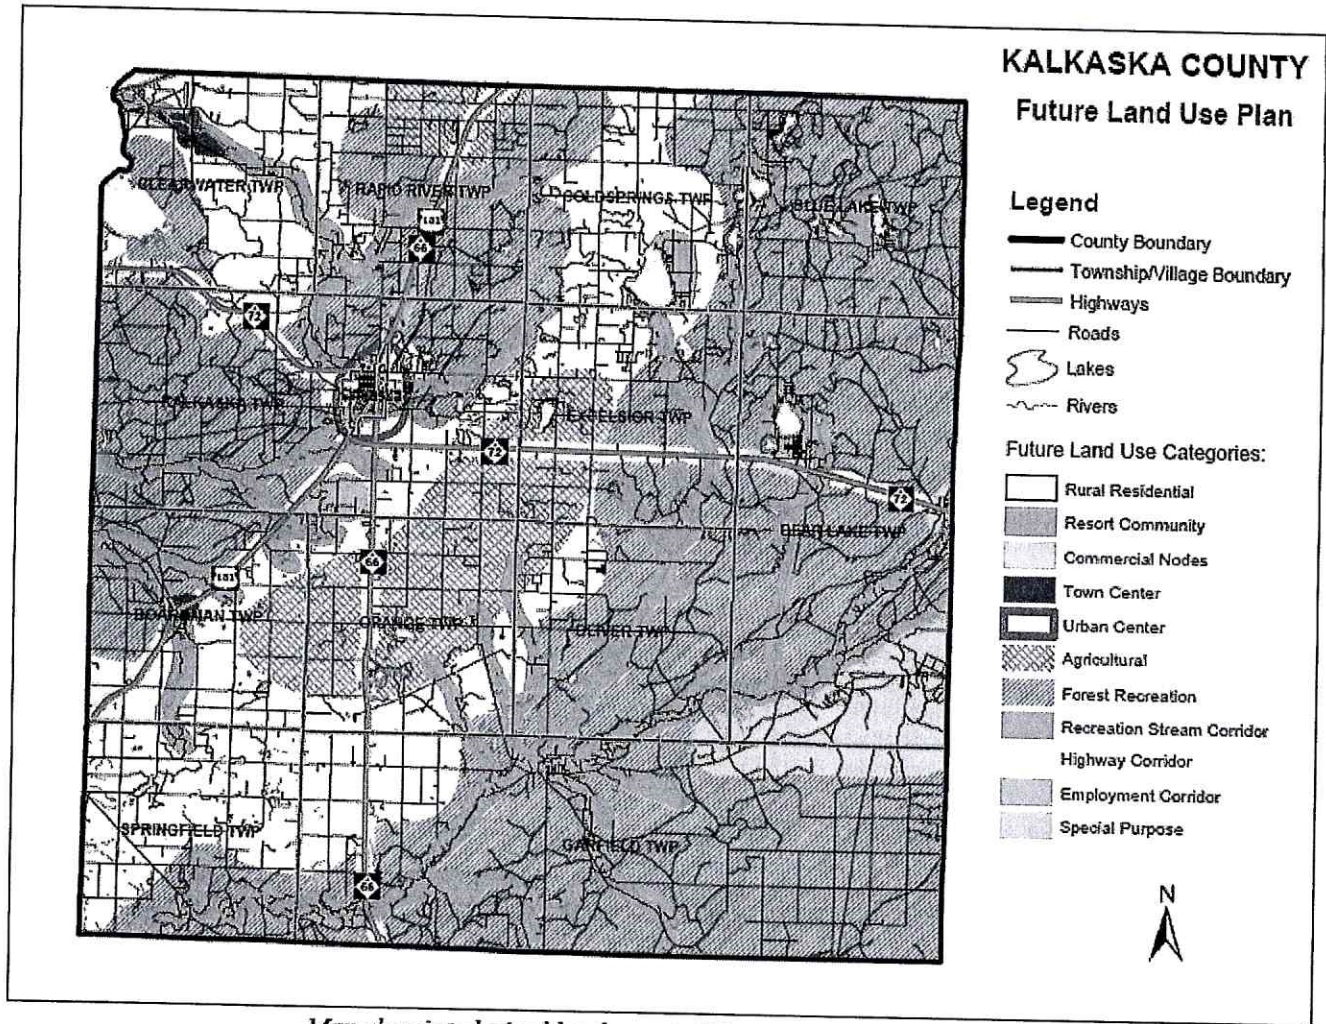 KALKASKA COUNTY
Future Land Use Plan
Legend
County Boundary
Township/Village Boundary
Highways
Roads
Lakes
Rivers
Future Land Use Categories:
Rural Residential
Resort Community
Commercial Nodes
Town Center
Urban Center
Agricultural
Forest Recreation
Recreation Stream Corridor
Highway Corridor
Employment Corridor
Special Purpose
N
CLEARWATER TWP
RAPID RIVER TWP
COLDSPRINGS TWP
BLUE LAKE TWP
131
66
72
KALKASKA TWP
EXCELSIOR TWP
72
72
BEAR LAKE TWP
66
131
BOARDMAN TWP
ORANGE TWP
OLIVER TWP
SPRINGFIELD TWP
GARFIELD TWP
66